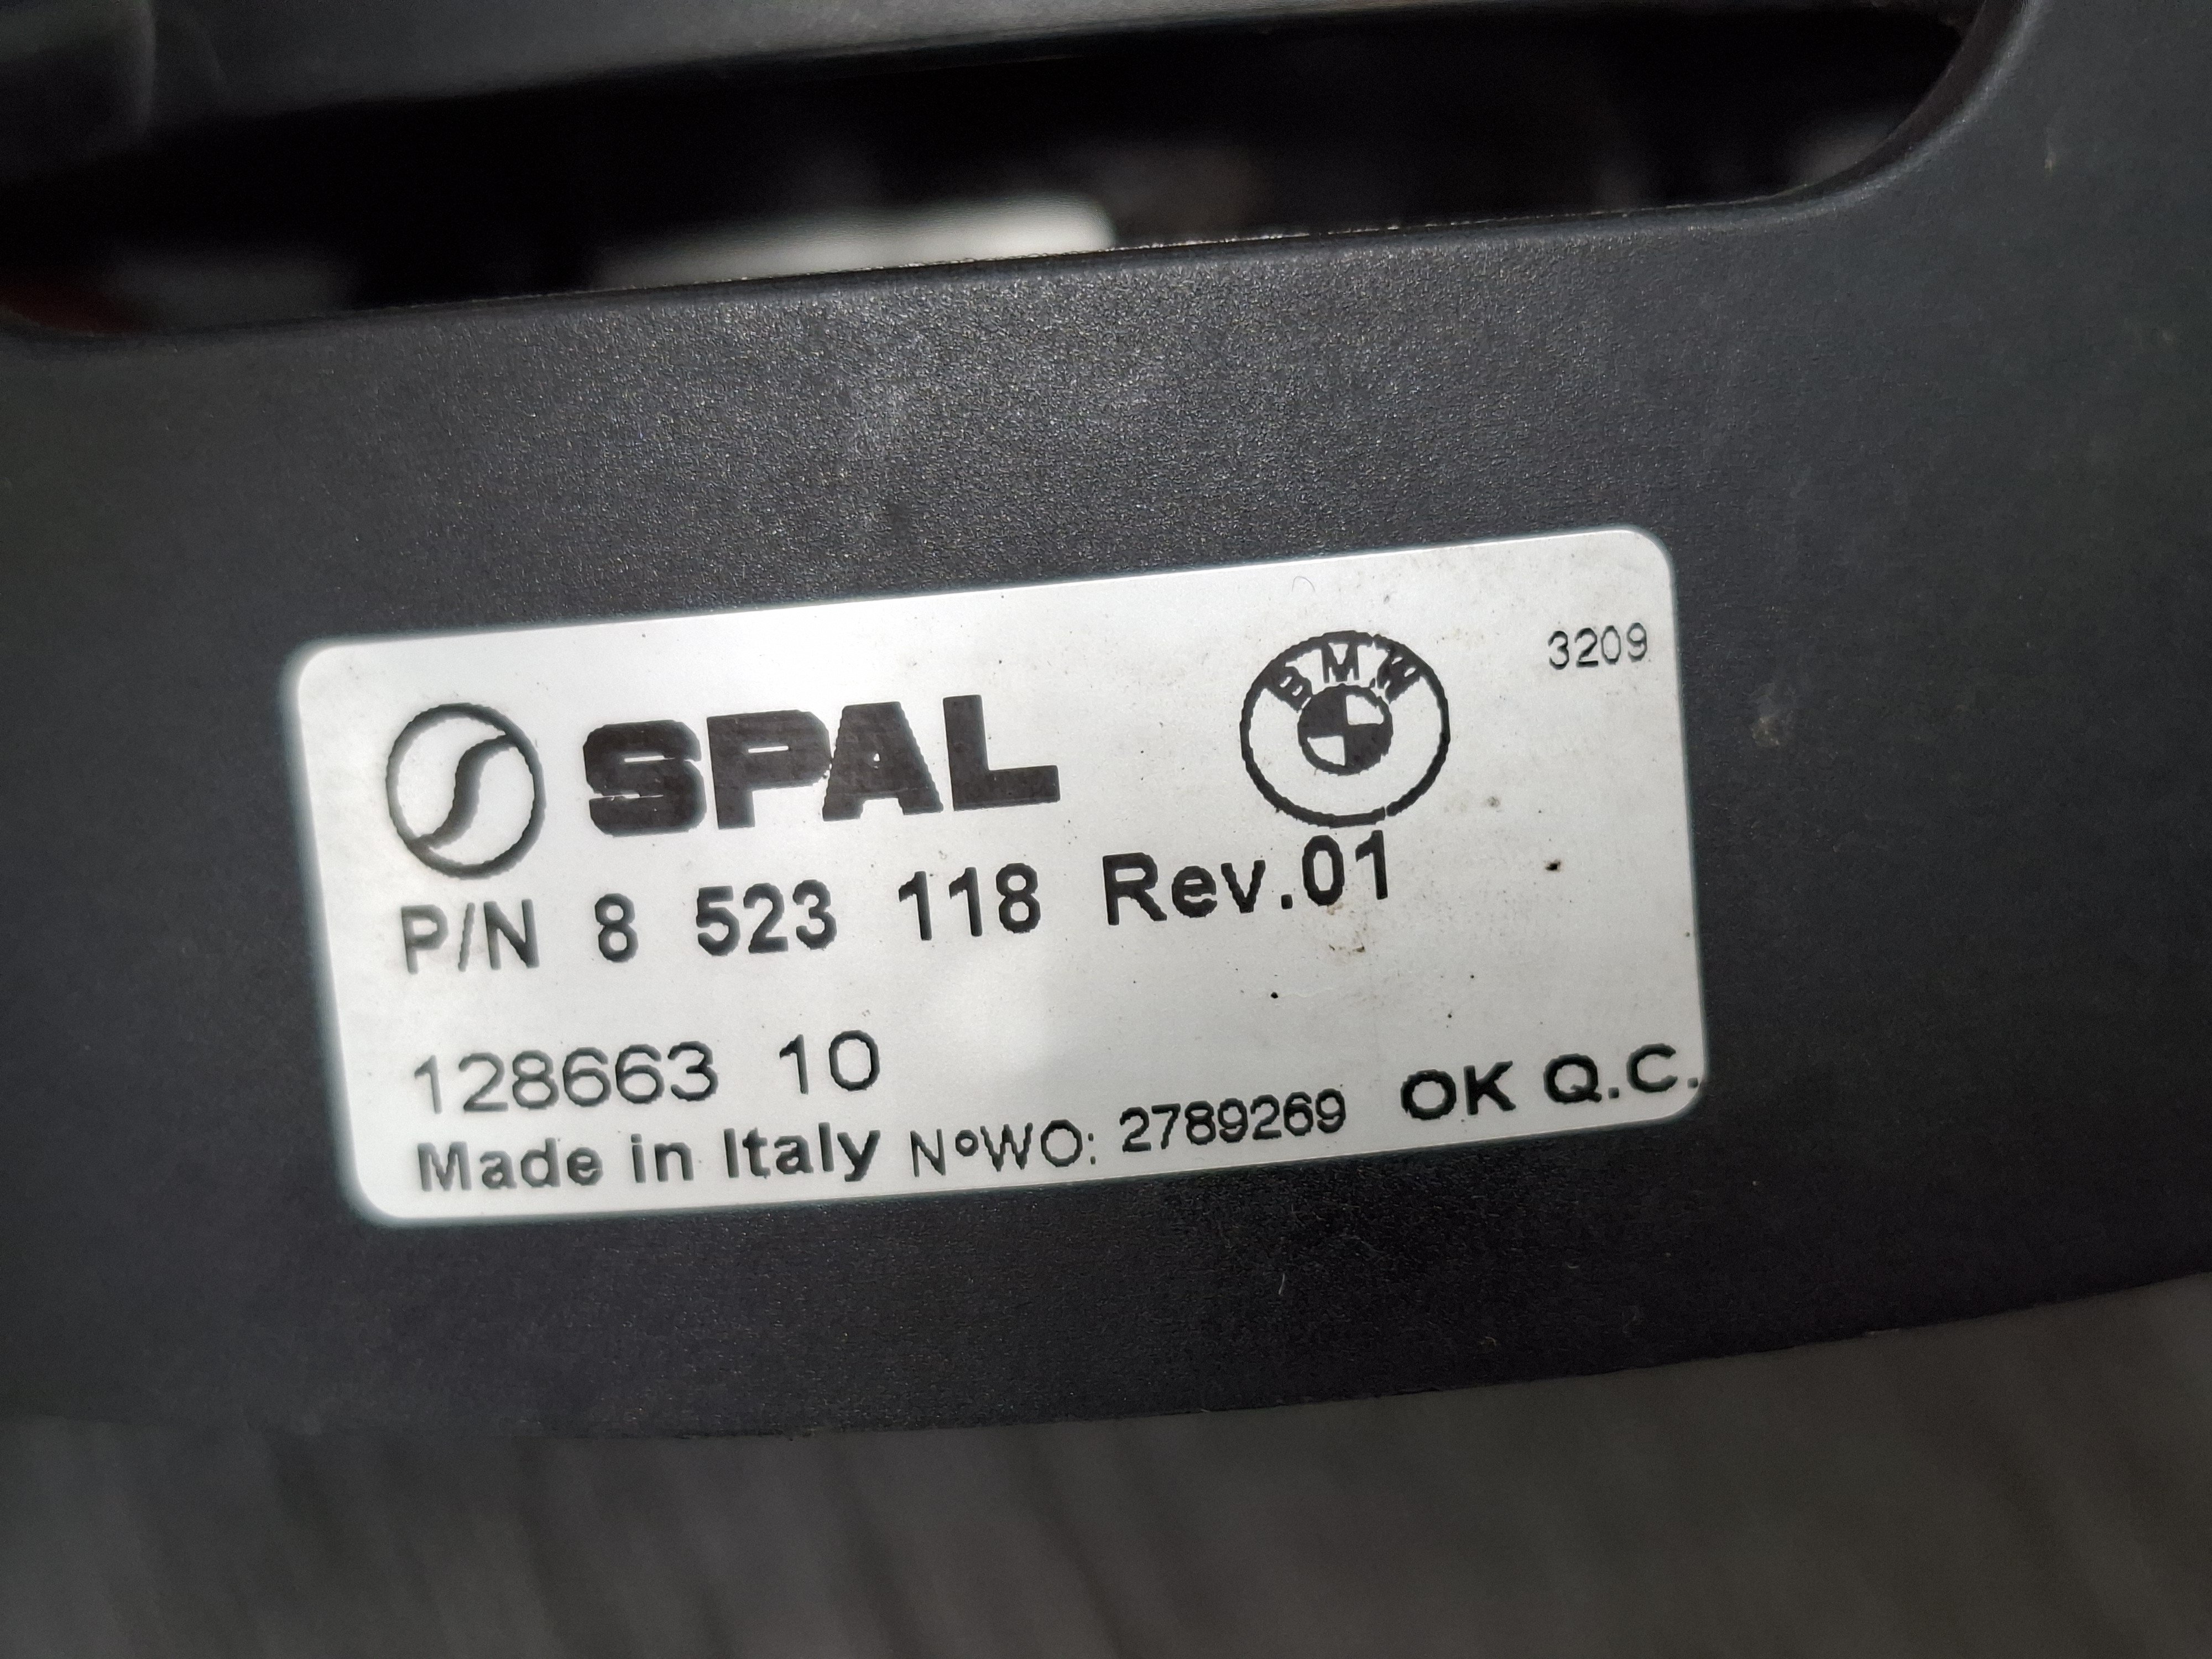 3209
SPAL BMW
P/N 8 523 118 Rev.01
128663 10
Made in Italy N°WO: 2789269 OK Q.C.